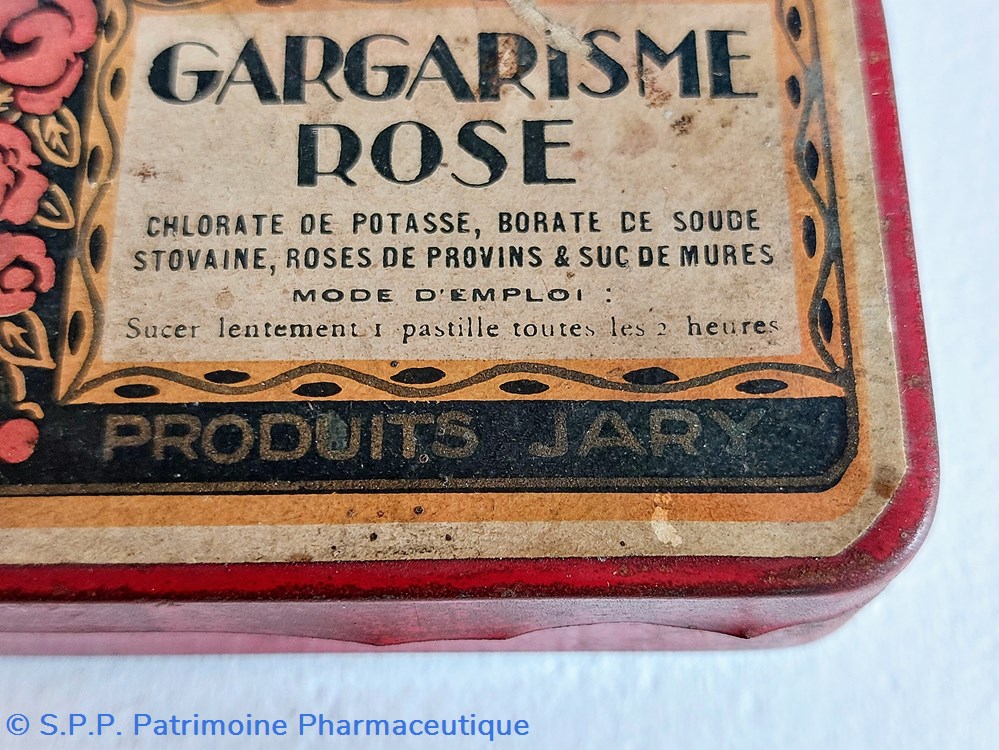 GARGARISME
ROSE
CHLORATE DE POTASSE, BORATE DE SOUDE
STOVAINE, ROSES DE PROVINS & SUC DE MURES
MODE D'EMPLOI :
Sucer lentement 1 pastille toutes les 2 heures
PRODUITS JARY
© S.P.P. Patrimoine Pharmaceutique